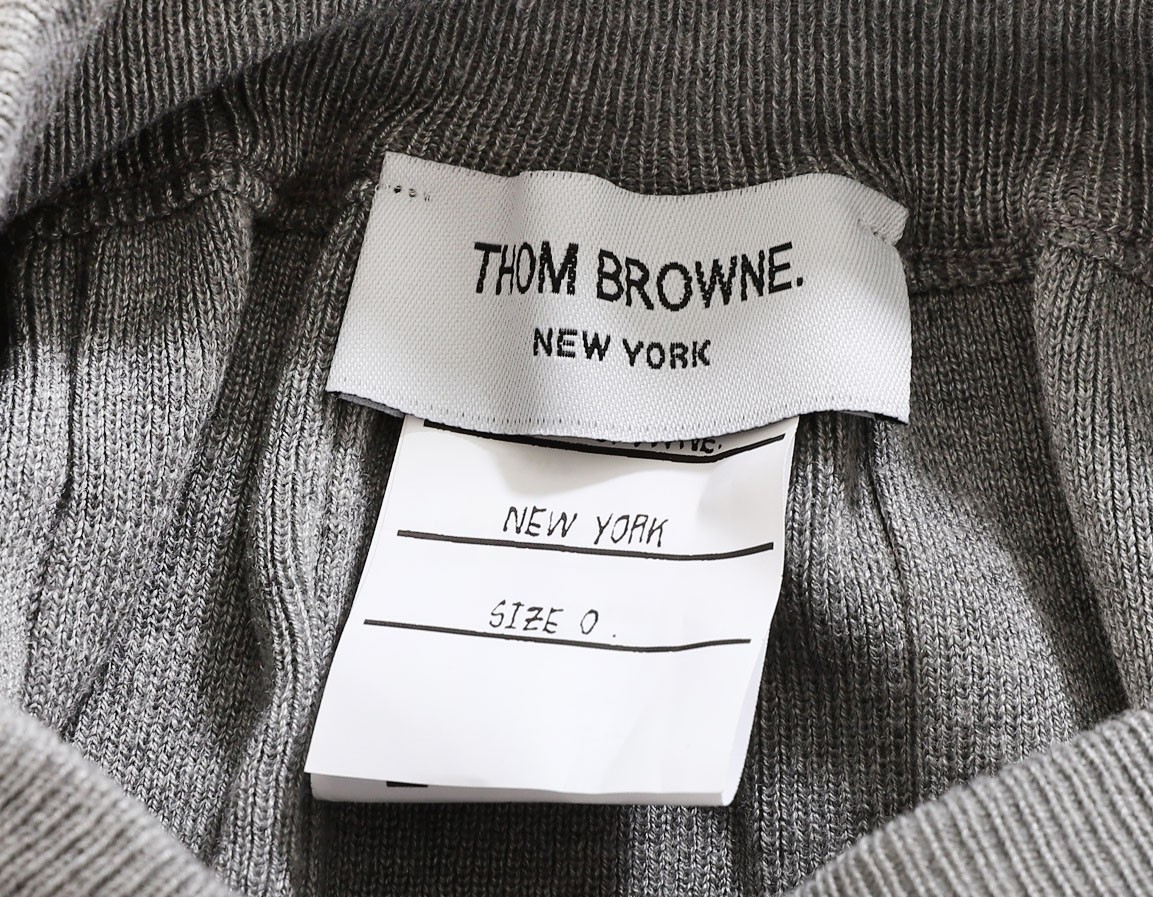 THOM BROWNE.
NEW YORK
NEW YORK
SIZE 0.